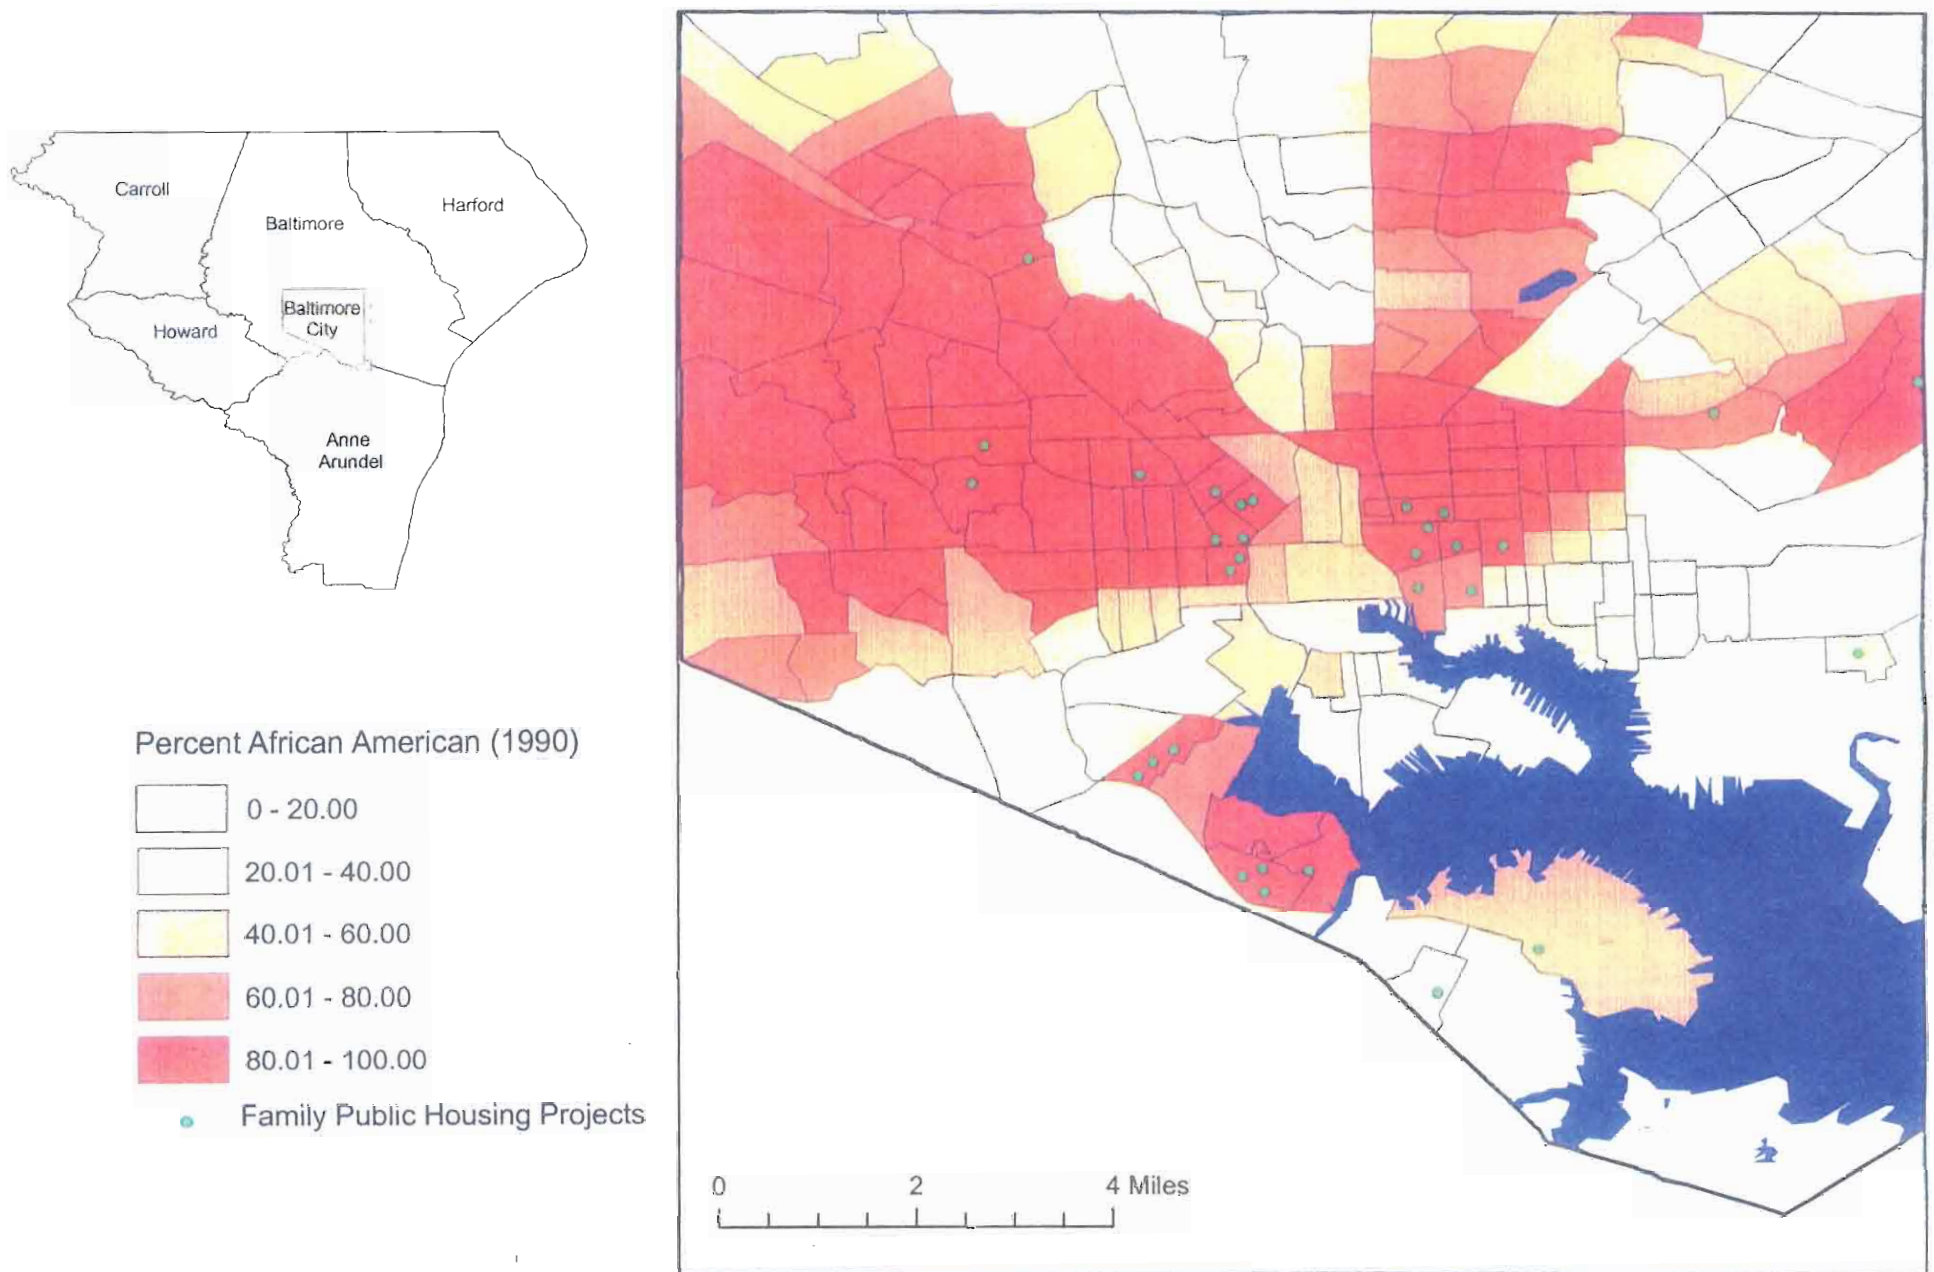 Carroll
Harford
Baltimore
Baltimore
City
Howard
Anne
Arundel
Percent African American (1990)
0 - 20.00
20.01 - 40.00
40.01 - 60.00
60.01 - 80.00
80.01 - 100.00
Family Public Housing Projects
0 2 4 Miles